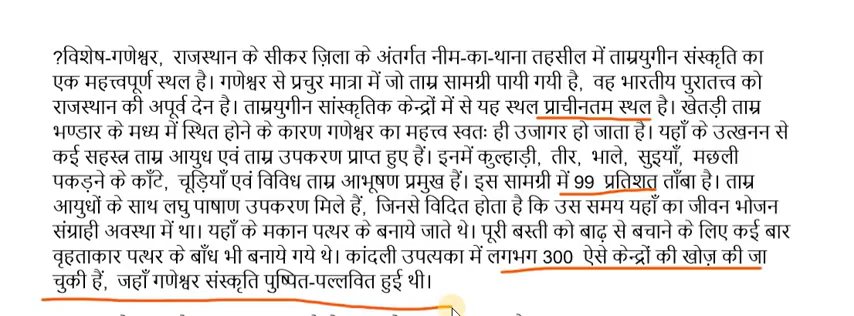 ?विशेष-गणेश्वर, राजस्थान के सीकर ज़िला के अंतर्गत नीम-का-थाना तहसील में ताम्रयुगीन संस्कृति का
एक महत्त्वपूर्ण स्थल है। गणेश्वर से प्रचुर मात्रा में जो ताम्र सामग्री पायी गयी है, वह भारतीय पुरातत्त्व को
राजस्थान की अपूर्व देन है। ताम्रयुगीन सांस्कृतिक केन्द्रों में से यह स्थल प्राचीनतम स्थल है। खेतड़ी ताम्र
भण्डार के मध्य में स्थित होने के कारण गणेश्वर का महत्त्व स्वतः ही उजागर हो जाता है। यहाँ के उत्खनन से
कई सहस्त्र ताम्र आयुध एवं ताम्र उपकरण प्राप्त हुए हैं। इनमें कुल्हाड़ी, तीर, भाले, सुइयाँ, मछली
पकड़ने के काँटे, चूड़ियाँ एवं विविध ताम्र आभूषण प्रमुख हैं। इस सामग्री में 99 प्रतिशत ताँबा है। ताम्र
आयुधों के साथ लघु पाषाण उपकरण मिले हैं, जिनसे विदित होता है कि उस समय यहाँ का जीवन भोजन
संग्राही अवस्था में था। यहाँ के मकान पत्थर के बनाये जाते थे। पूरी बस्ती को बाढ़ से बचाने के लिए कई बार
वृहताकार पत्थर के बाँध भी बनाये गये थे। कांदली उपत्यका में लगभग 300 ऐसे केन्द्रों की खोज़ की जा
चुकी हैं, जहाँ गणेश्वर संस्कृति पुष्पित-पल्लवित हुई थी।